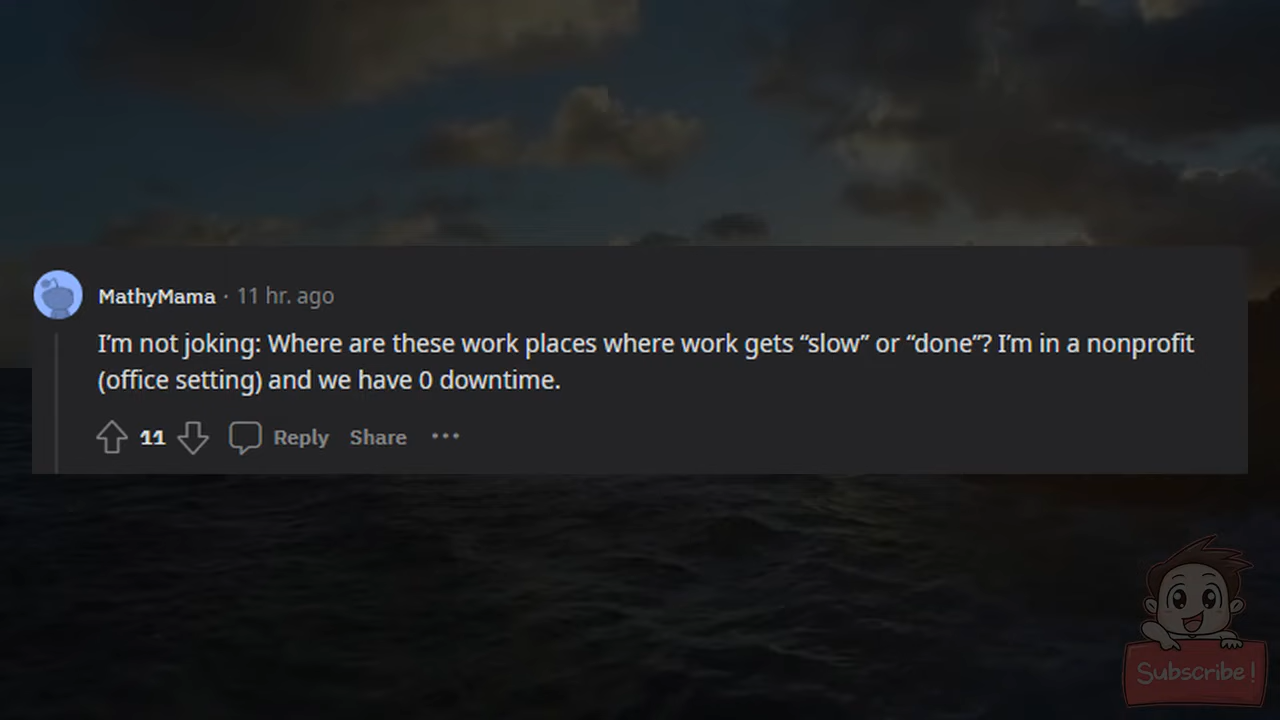 MathyMama · 11 hr. ago
I’m not joking: Where are these work places where work gets “slow” or “done”? I’m in a nonprofit
(office setting) and we have 0 downtime.
11 Reply Share ···
Subscribe!